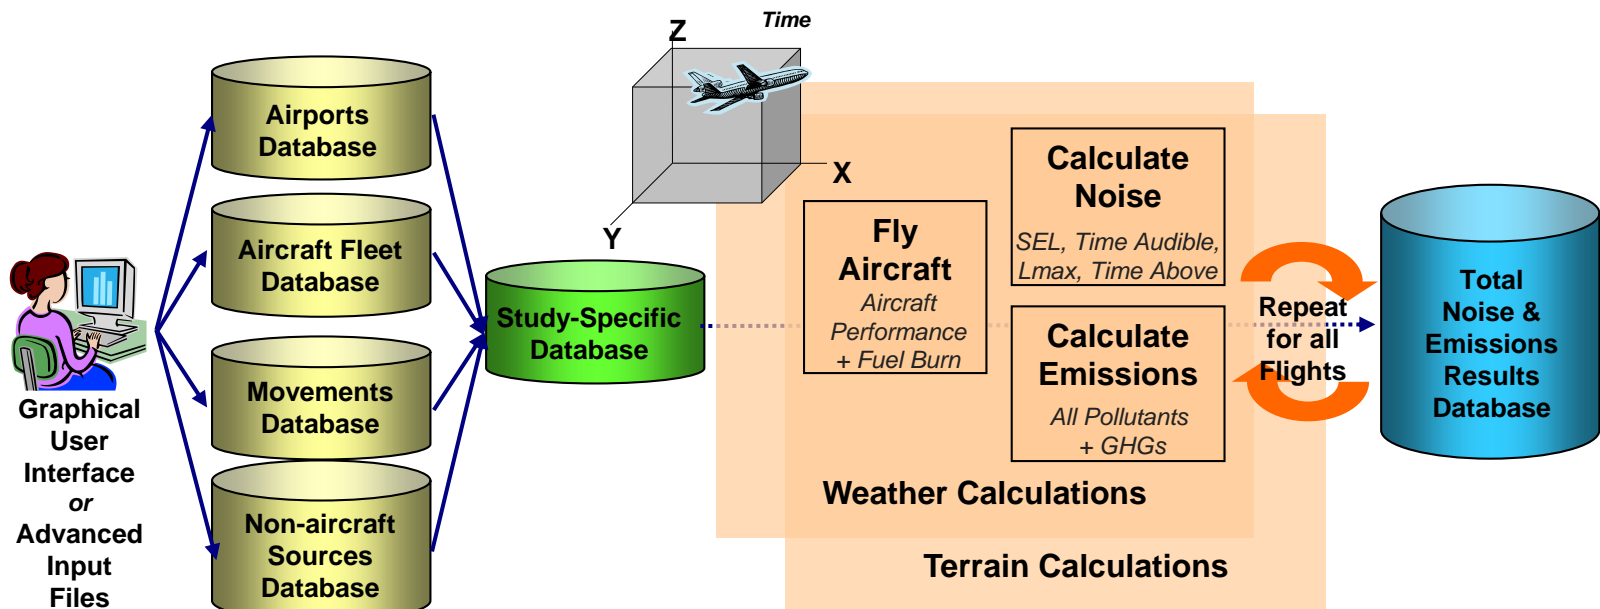 Graphical
User
Interface
or
Advanced
Input
Files
Airports
Database
Aircraft Fleet
Database
Movements
Database
Non-aircraft
Sources
Database
Study-Specific
Database
Z
Time
X
Y
Fly
Aircraft
Aircraft
Performance
+ Fuel Burn
Calculate
Noise
SEL, Time Audible,
Lmax, Time Above
Calculate
Emissions
All Pollutants
+ GHGs
Weather Calculations
Terrain Calculations
Repeat
for all
Flights
Total
Noise &
Emissions
Results
Database